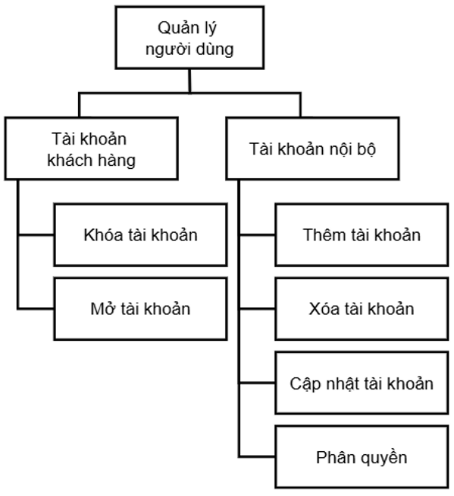 Quản lý
người dùng
Tài khoản
khách hàng
Tài khoản nội bộ
Khóa tài khoản
Thêm tài khoản
Mở tài khoản
Xóa tài khoản
Cập nhật tài khoản
Phân quyền